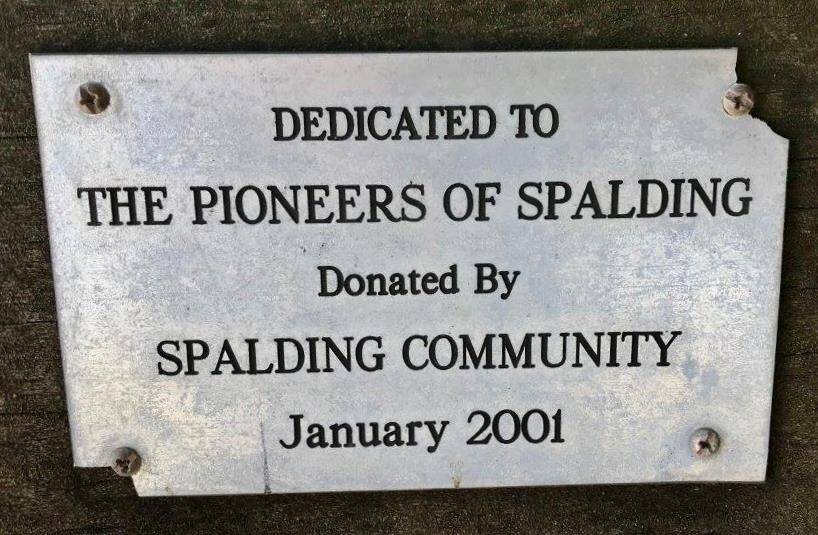 DEDICATED TO
THE PIONEERS OF SPALDING
Donated By
SPALDING COMMUNITY
January 2001